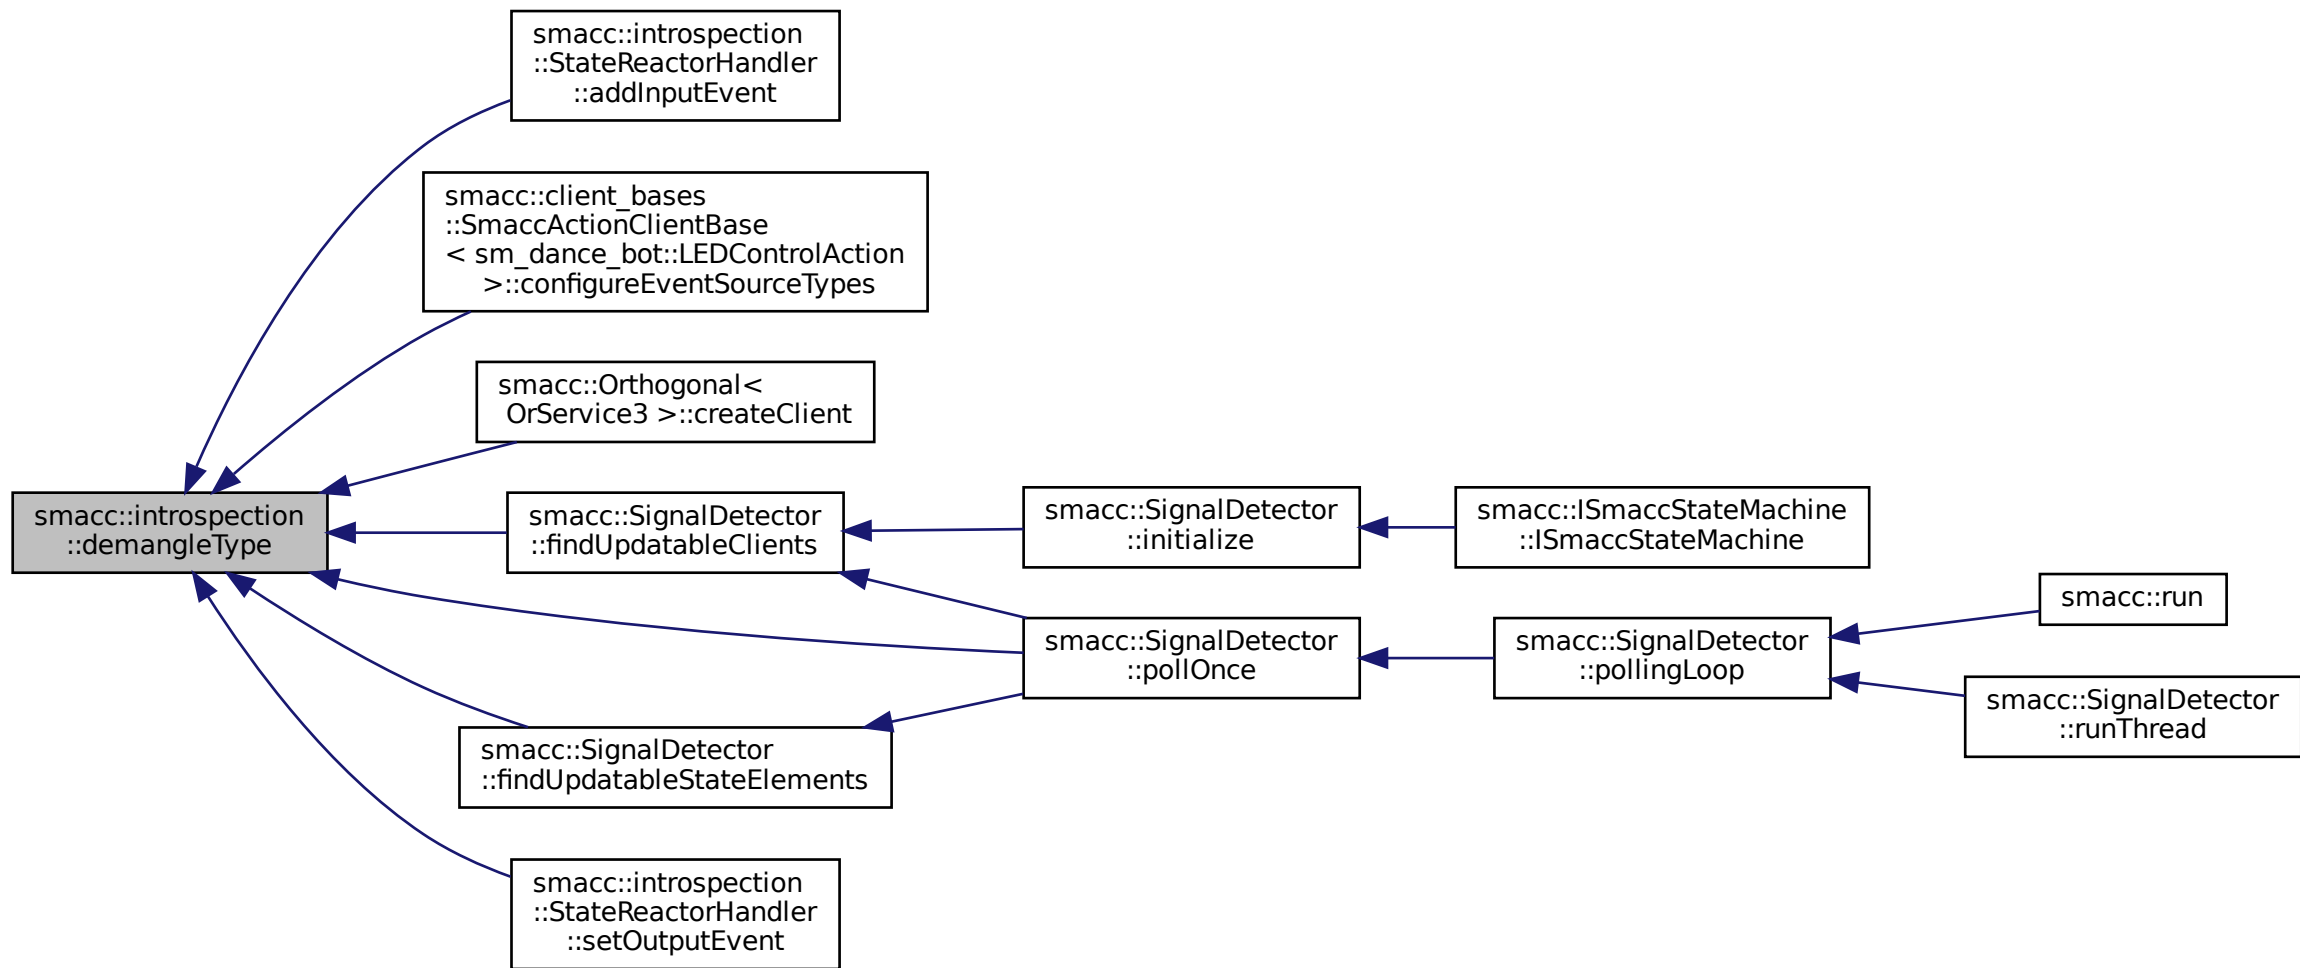 smacc::introspection
::StateReactorHandler
::addInputEvent
smacc::client_bases
::SmaccActionClientBase
< sm_dance_bot::LEDControlAction
>::configureEventSourceTypes
smacc::Orthogonal<
OrService3 >::createClient
smacc::introspection
::demangleType
smacc::SignalDetector
::findUpdatableClients
smacc::SignalDetector
::initialize
smacc::ISmaccStateMachine
::ISmaccStateMachine
smacc::SignalDetector
::pollOnce
smacc::SignalDetector
::pollingLoop
smacc::run
smacc::SignalDetector
::runThread
smacc::SignalDetector
::findUpdatableStateElements
smacc::introspection
::StateReactorHandler
::setOutputEvent